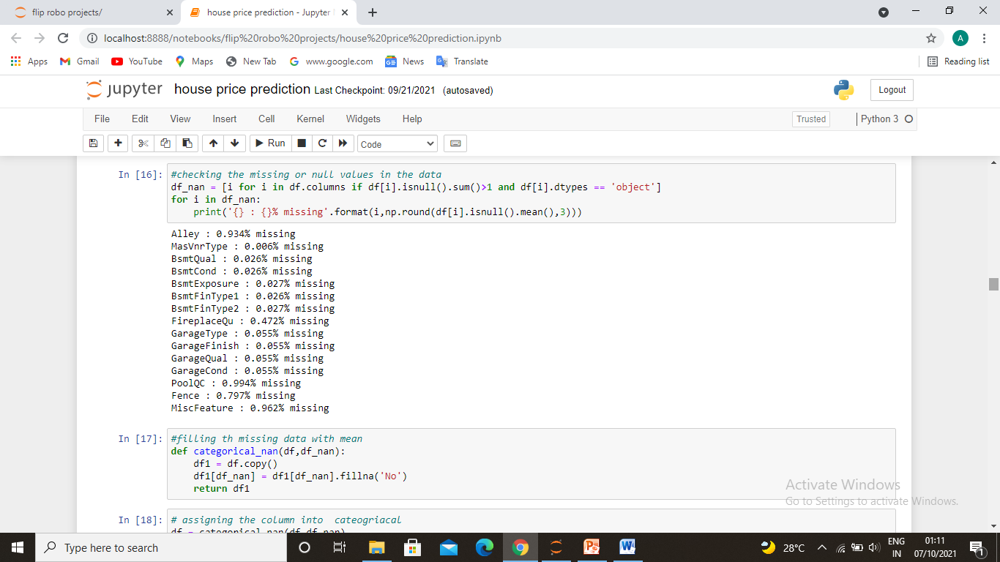 flip robo projects/
house price prediction - Jupyter
localhost:8888/notebooks/flip%20robo%20projects/house%20price%20prediction.ipynb
A
Apps Gmail YouTube Maps New Tab www.google.com News Translate Reading list
jupyter house price prediction Last Checkpoint: 09/21/2021 (autosaved) Logout
File Edit View Insert Cell Kernel Widgets Help Trusted Python 3
Run Code
In [16]: #checking the missing or null values in the data
df_nan = [i for i in df.columns if df[i].isnull().sum()>1 and df[i].dtypes == 'object']
for i in df_nan:
    print('{} : {}% missing'.format(i,np.round(df[i].isnull().mean(),3)))
Alley : 0.934% missing
MasVnrType : 0.006% missing
BsmtQual : 0.026% missing
BsmtCond : 0.026% missing
BsmtExposure : 0.027% missing
BsmtFinType1 : 0.026% missing
BsmtFinType2 : 0.027% missing
FireplaceQu : 0.472% missing
GarageType : 0.055% missing
GarageFinish : 0.055% missing
GarageQual : 0.055% missing
GarageCond : 0.055% missing
PoolQC : 0.994% missing
Fence : 0.797% missing
MiscFeature : 0.962% missing
In [17]: #filling th missing data with mean
def categorical_nan(df,df_nan):
    df1 = df.copy()
    df1[df_nan] = df1[df_nan].fillna('No')
    return df1
Activate Windows
Go to Settings to activate Windows.
In [18]: # assigning the column into  cateogriacal
df = categorical_nan(df,df_nan)
Type here to search
28°C
ENG
IN
01:11
07/10/2021
1